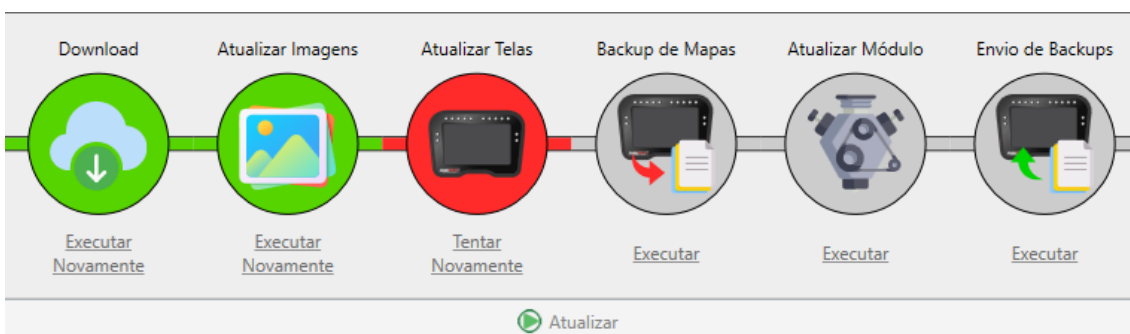 Download
Atualizar Imagens
Atualizar Telas
Backup de Mapas
Atualizar Módulo
Envio de Backups
Executar
Novamente
Executar
Novamente
Tentar
Novamente
Executar
Executar
Executar
Atualizar